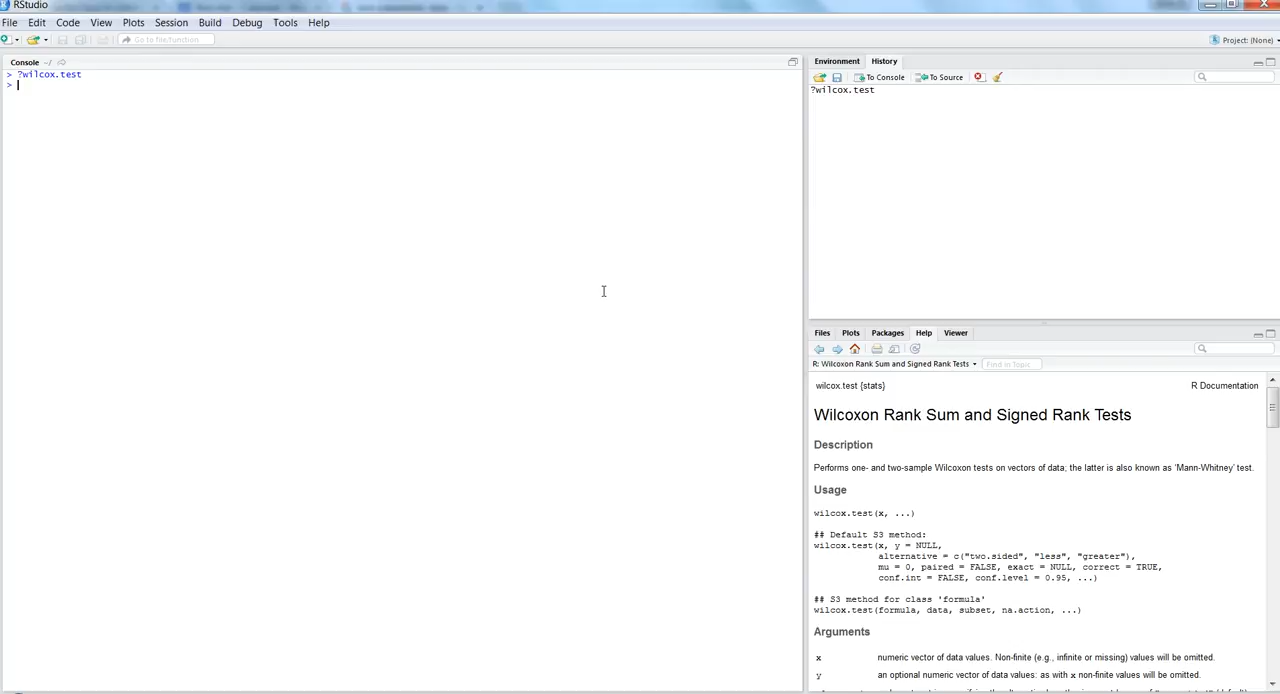 RStudio
File Edit Code View Plots Session Build Debug Tools Help
Go to file/function
Project: (None)
Console ~/
> ?wilcox.test
>
Environment History
To Console To Source
?wilcox.test
Files Plots Packages Help Viewer
R: Wilcoxon Rank Sum and Signed Rank Tests Find in Topic
wilcox.test {stats} R Documentation
Wilcoxon Rank Sum and Signed Rank Tests
Description
Performs one- and two-sample Wilcoxon tests on vectors of data; the latter is also known as ‘Mann-Whitney’ test.
Usage
wilcox.test(x, ...)
## Default S3 method:
wilcox.test(x, y = NULL,
alternative = c("two.sided", "less", "greater"),
mu = 0, paired = FALSE, exact = NULL, correct = TRUE,
conf.int = FALSE, conf.level = 0.95, ...)
## S3 method for class 'formula'
wilcox.test(formula, data, subset, na.action, ...)
Arguments
x numeric vector of data values. Non-finite (e.g., infinite or missing) values will be omitted.
y an optional numeric vector of data values: as with x non-finite values will be omitted.